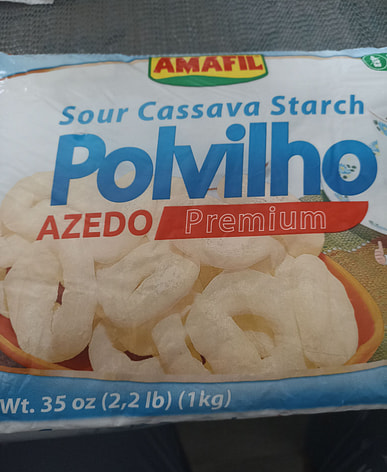 AMAFIL
Sour Cassava Starch
Polvilho
AZEDO Premium
Wt. 35 oz (2,2 lb) (1kg)